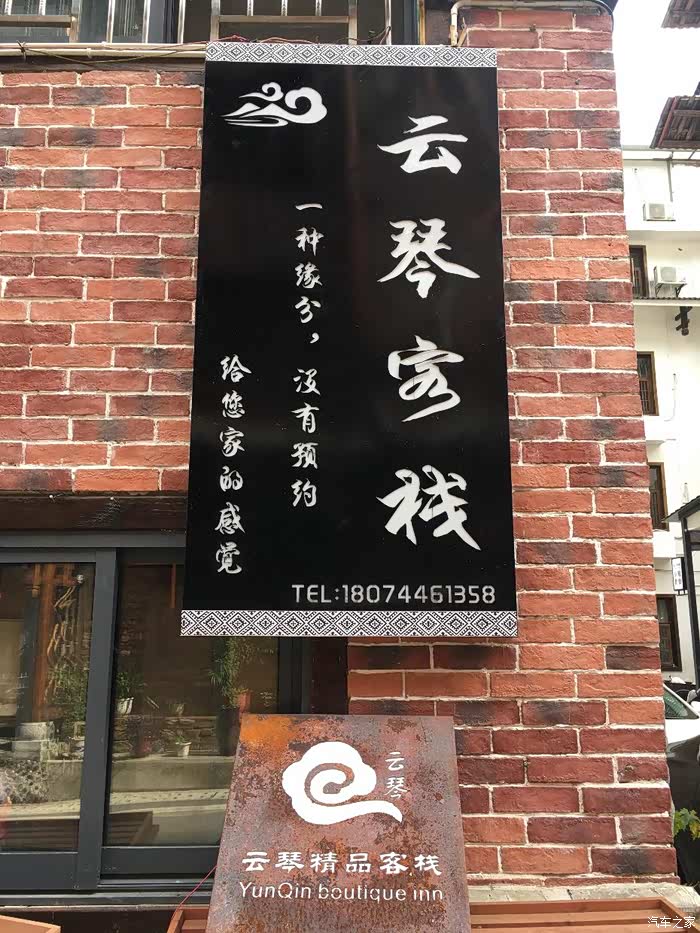 云琴客栈
一种缘分，没有预约
给您家的感觉
TEL:18074461358
云琴
云琴精品客栈
YunQin boutique inn
汽车之家